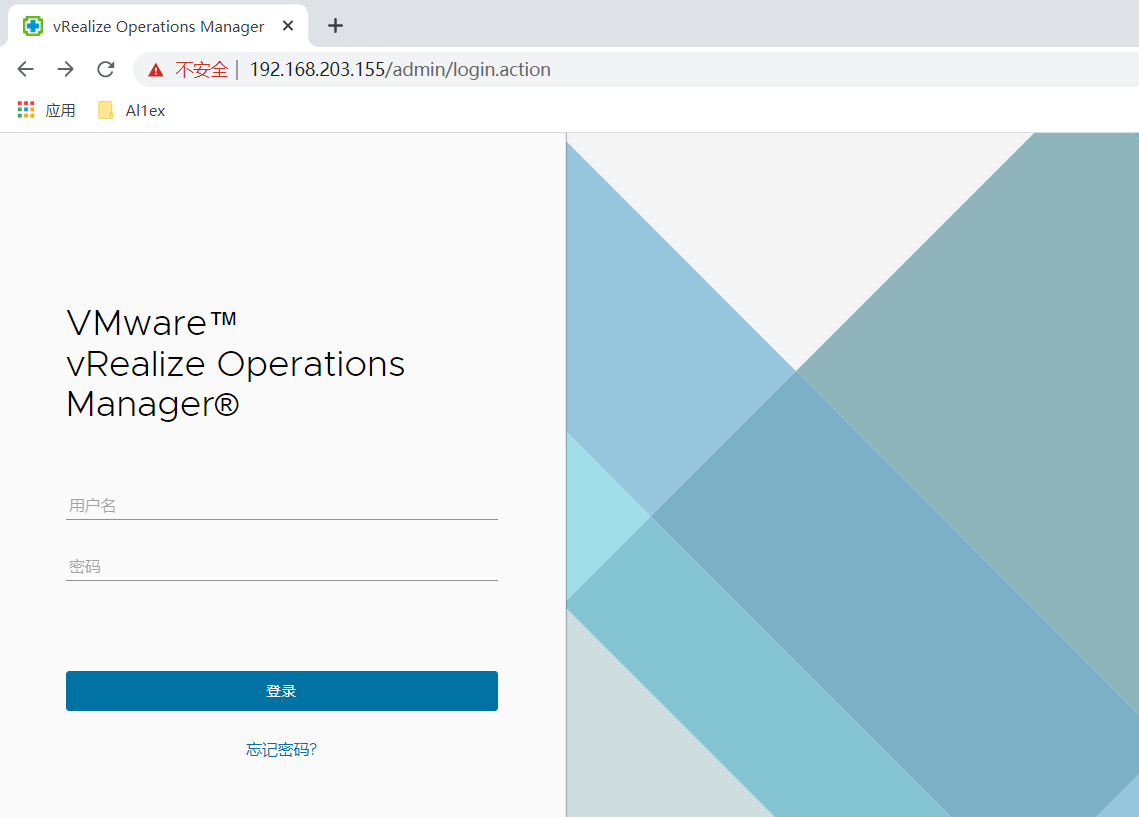 vRealize Operations Manager
不安全 | 192.168.203.155/admin/login.action
应用 Al1ex
VMware™
vRealize Operations
Manager®
用户名
密码
登录
忘记密码?